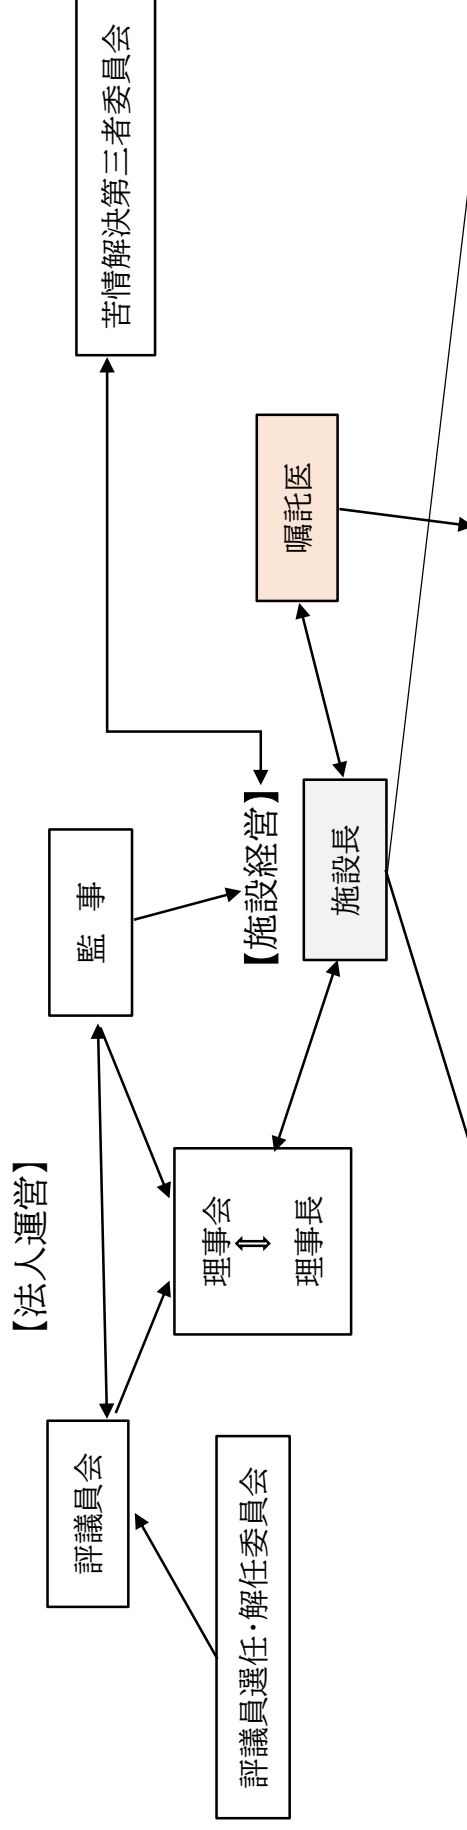 【法人運営】
評議員会
監　事
苦情解決第三者委員会
評議員選任・解任委員会
理事会
⇕
理事長
【施設経営】
施設長
嘱託医